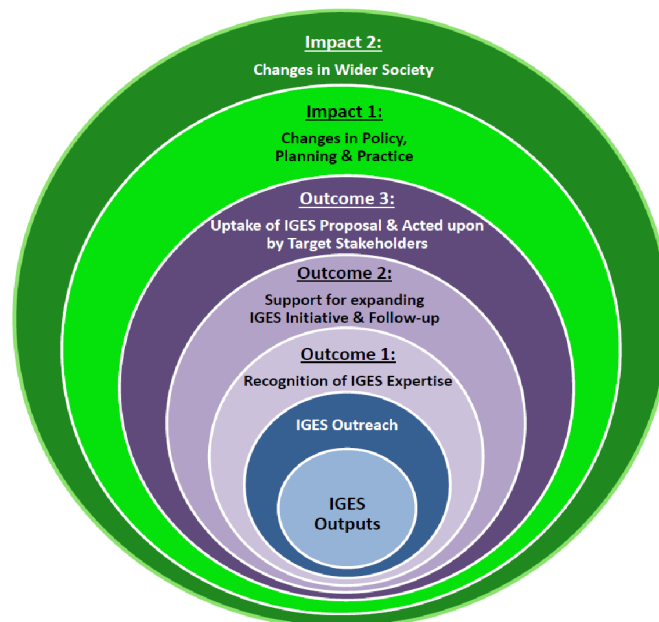 Impact 2:
Changes in Wider Society
Impact 1:
Changes in Policy,
Planning & Practice
Outcome 3:
Uptake of IGES Proposal & Acted upon
by Target Stakeholders
Outcome 2:
Support for expanding
IGES Initiative & Follow-up
Outcome 1:
Recognition of IGES Expertise
IGES Outreach
IGES
Outputs